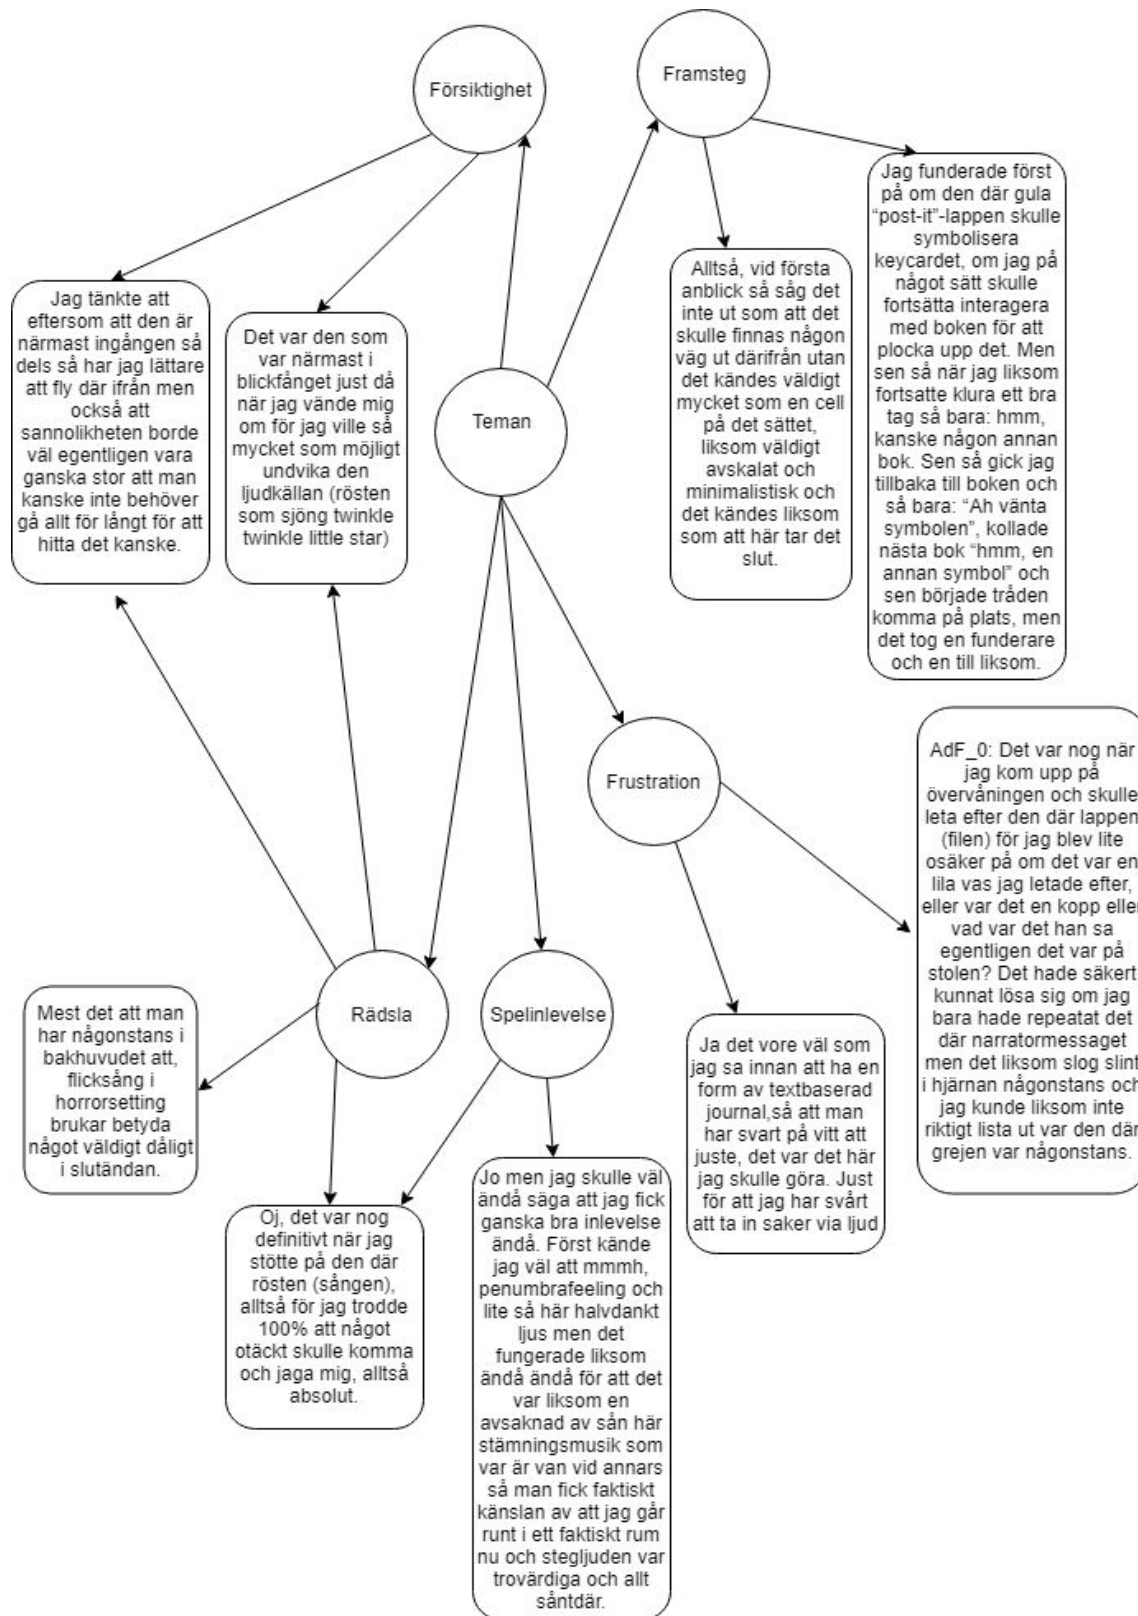 Försiktighet
Framsteg
Jag funderade först
på om den där gula
“post-it”-lappen skulle
symbolisera
keycardet, om jag på
något sätt skulle
fortsätta interagera
med boken för att
plocka upp det. Men
sen så när jag liksom
fortsatte klura ett bra
tag så bara: hmm,
kanske någon annan
bok. Sen så gick jag
tillbaka till boken och
så bara: “Ah vänta
symbolen”, kollade
nästa bok “hmm, en
annan symbol” och
sen började tråden
komma på plats, men
det tog en funderare
och en till liksom.
Alltså, vid första
anblick så såg det
inte ut som att det
skulle finnas någon
väg ut därifrån utan
det kändes väldigt
mycket som en cell
på det sättet,
liksom väldigt
avskalat och
minimalistisk och
det kändes liksom
som att här tar det
slut.
Jag tänkte att
eftersom att den är
närmast ingången så
dels så har jag lättare
att fly där ifrån men
också att
sannolikheten borde
väl egentligen vara
ganska stor att man
kanske inte behöver
gå allt för långt för att
hitta det kanske.
Det var den som
var närmast i
blickfånget just då
när jag vände mig
om för jag ville så
mycket som möjligt
undvika den
ljudkällan (rösten
som sjöng twinkle
twinkle little star)
Teman
Frustration
AdF_0: Det var nog när
jag kom upp på
övervåningen och skulle
leta efter den där lappen
(filen) för jag blev lite
osäker på om det var en
lila vas jag letade efter,
eller var det en kopp eller
vad var det han sa
egentligen det var på
stolen? Det hade säkert
kunnat lösa sig om jag
bara hade repeatat det
där narratormessaget
men det liksom slog slint
i hjärnan någonstans och
jag kunde liksom inte
riktigt lista ut var den där
grejen var någonstans.
Rädsla
Spelinlevelse
Mest det att man
har någonstans i
bakhuvudet att,
flicksång i
horrorsetting
brukar betyda
något väldigt dåligt
i slutändan.
Ja det vore väl som
jag sa innan att ha en
form av textbaserad
journal,så att man
har svart på vitt att
juste, det var det här
jag skulle göra. Just
för att jag har svårt
att ta in saker via ljud
Oj, det var nog
definitivt när jag
stötte på den där
rösten (sången),
alltså för jag trodde
100% att något
otäckt skulle komma
och jaga mig, alltså
absolut.
Jo men jag skulle väl
ändå säga att jag fick
ganska bra inlevelse
ändå. Först kände
jag väl att mmmh,
penumbrafeeling och
lite så här halvdankt
ljus men det
fungerade liksom
ändå ändå för att det
var liksom en
avsaknad av sån här
stämningsmusik som
var är van vid annars
så man fick faktiskt
känslan av att jag går
runt i ett faktiskt rum
nu och stegljuden var
trovärdiga och allt
såntdär.